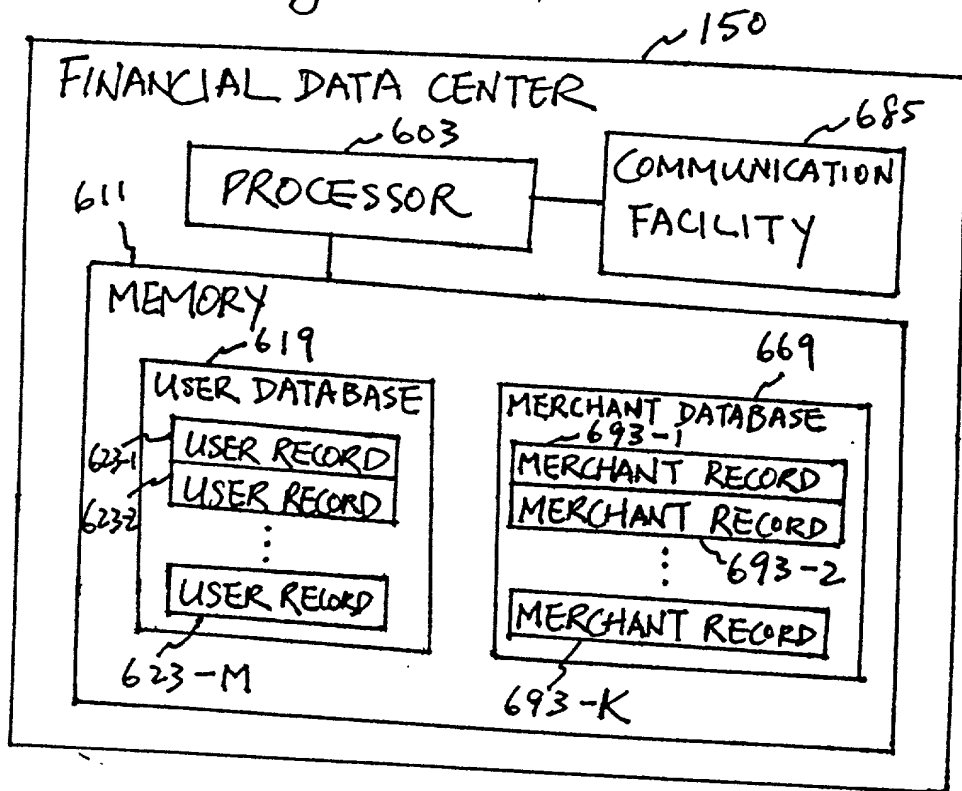 150
FINANCIAL DATA CENTER
603
685
PROCESSOR
COMMUNICATION
FACILITY
611
MEMORY
619
669
USER DATABASE
MERCHANT DATABASE
693-1
623-1
USER RECORD
MERCHANT RECORD
623-2
USER RECORD
MERCHANT RECORD
693-2
USER RECORD
MERCHANT RECORD
623-M
693-K